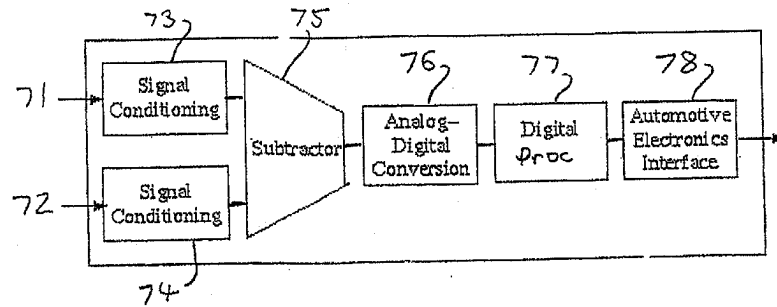 73
75
76
77
78
71
Signal
Conditioning
Subtractor
Analog-
Digital
Conversion
Digital
Proc
Automotive
Electronics
Interface
72
Signal
Conditioning
74